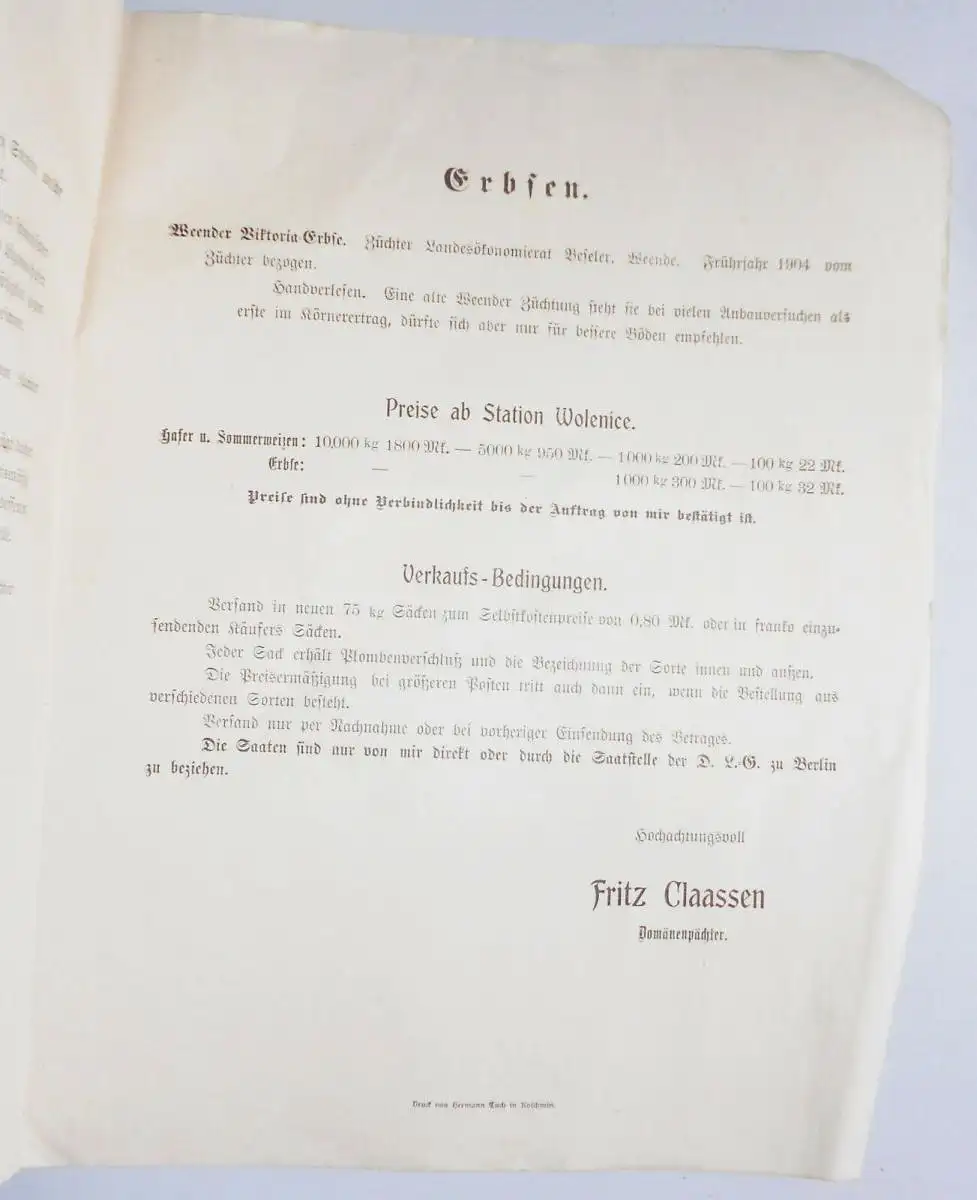 Erbsen.
Weender Viktoria-Erbse. Züchter Landesökonomierat Beseler, Weende. Frühjahr 1904 vom
Züchter bezogen.
Handverlesen. Eine alte Weender Züchtung steht sie bei vielen Anbauversuchen als
erste im Körnerertrag, dürfte sich aber nur für bessere Böden empfehlen.
Preise ab Station Wolenice.
Hafer u. Sommerweizen: 10,000 kg 1800 Mk. — 5000 kg 950 Mk. — 1000 kg 200 Mk. — 100 kg 22 Mk.
Erbse: — — 1000 kg 300 Mk. — 100 kg 32 Mk.
Preise sind ohne Verbindlichkeit bis der Auftrag von mir bestätigt ist.
Verkaufs-Bedingungen.
Versand in neuen 75 kg Säcken zum Selbstkostenpreise von 0,80 Mk. oder in franko einzu-
sendenden Käufers Säcken.
Jeder Sack erhält Plombenverschluß und die Bezeichnung der Sorte innen und außen.
Die Preisermäßigung bei größeren Posten tritt auch dann ein, wenn die Bestellung aus
verschiedenen Sorten besteht.
Versand nur per Nachnahme oder bei vorheriger Einsendung des Betrages.
Die Saaten sind nur von mir direkt oder durch die Saatstelle der D. L.-G. zu Berlin
zu beziehen.
Hochachtungsvoll
Fritz Claassen
Domänenpächter.
Druck von Hermann in Koschmin.